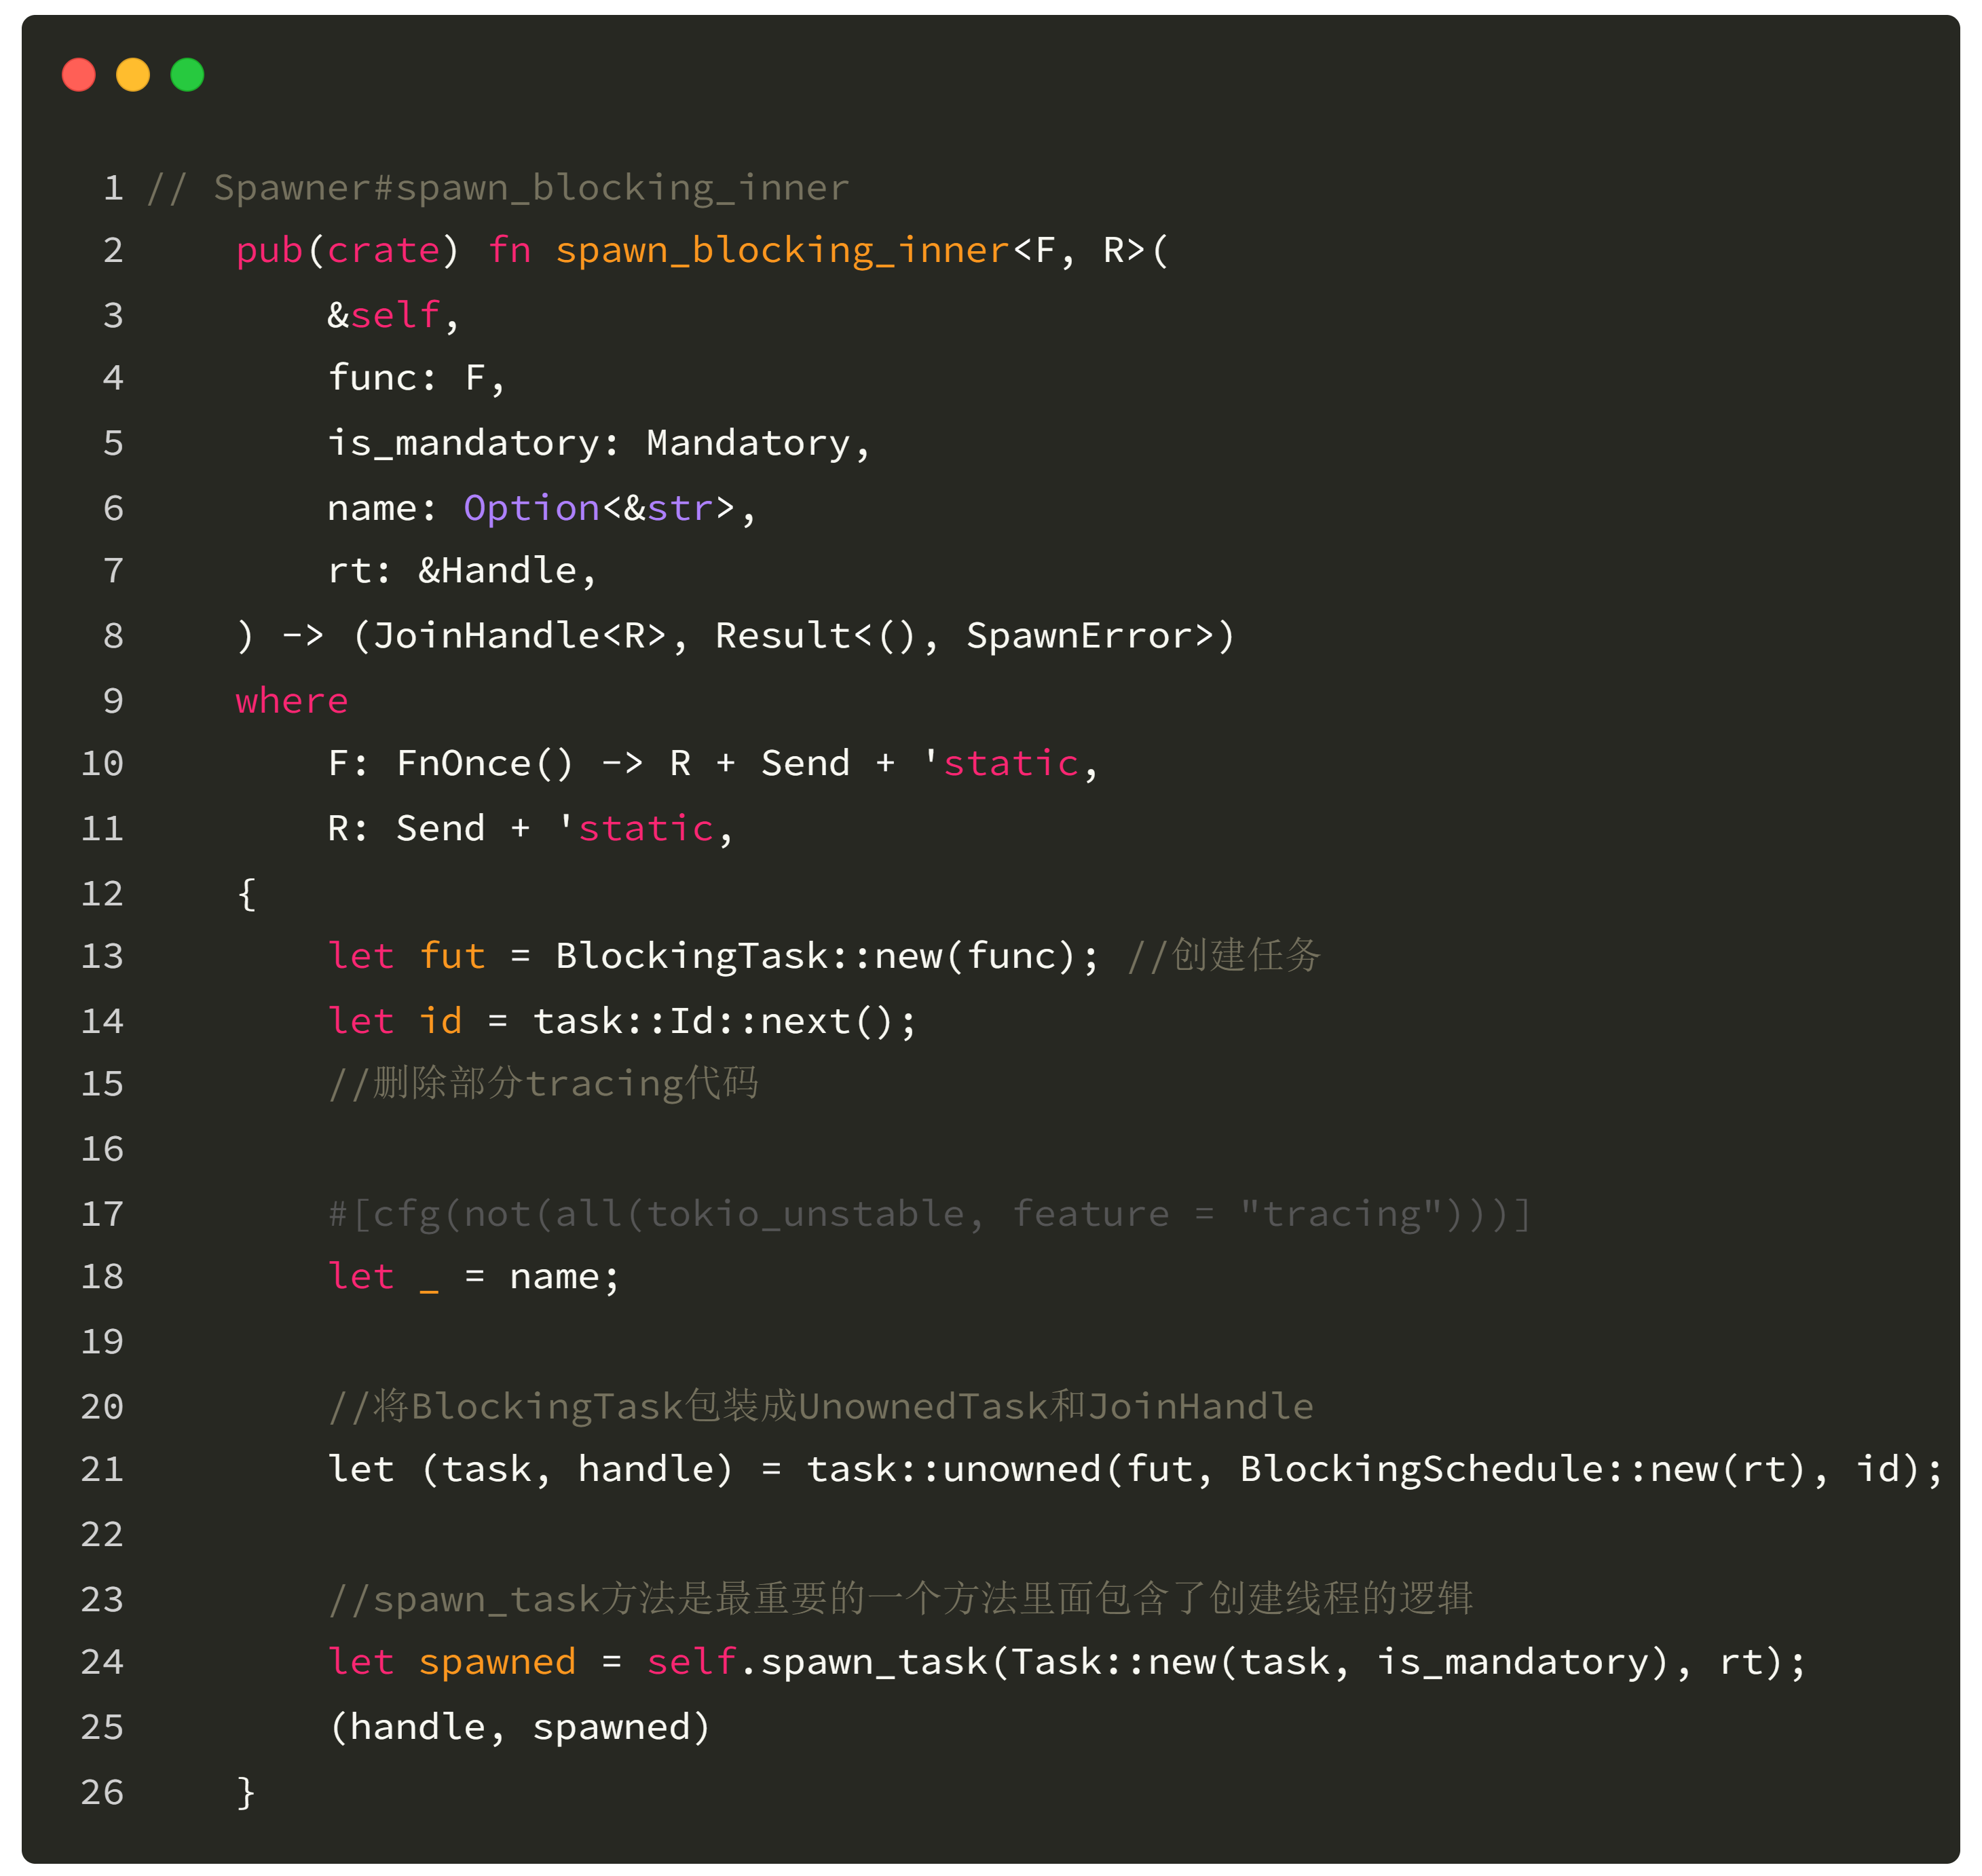 1 // Spawner#spawn_blocking_inner
2     pub(crate) fn spawn_blocking_inner<F, R>(
3         &self,
4         func: F,
5         is_mandatory: Mandatory,
6         name: Option<&str>,
7         rt: &Handle,
8     ) -> (JoinHandle<R>, Result<(), SpawnError>)
9     where
10         F: FnOnce() -> R + Send + 'static,
11         R: Send + 'static,
12     {
13         let fut = BlockingTask::new(func); //创建任务
14         let id = task::Id::next();
15         //删除部分tracing代码
16
17         #[cfg(not(all(tokio_unstable, feature = "tracing")))]
18         let _ = name;
19
20         //将BlockingTask包装成UnownedTask和JoinHandle
21         let (task, handle) = task::unowned(fut, BlockingSchedule::new(rt), id);
22
23         //spawn_task方法是最重要的一个方法里面包含了创建线程的逻辑
24         let spawned = self.spawn_task(Task::new(task, is_mandatory), rt);
25         (handle, spawned)
26     }